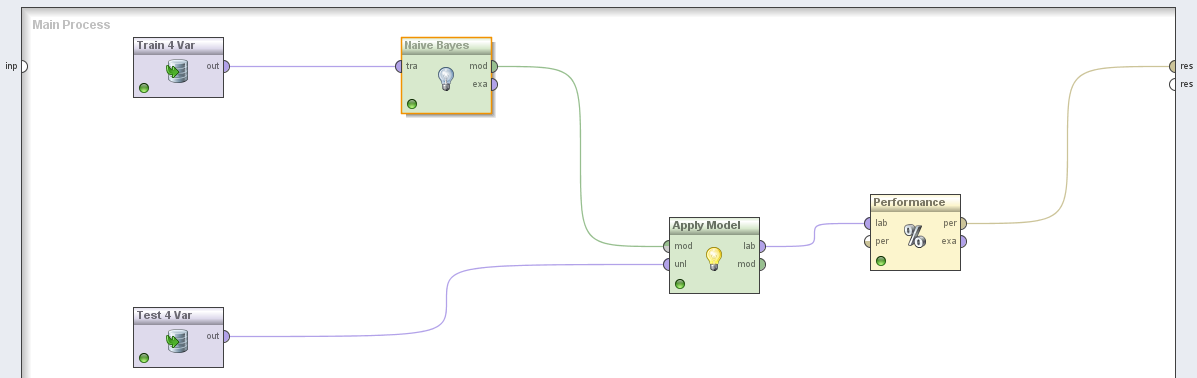 Main Process
Train 4 Var
Naive Bayes
inp
out
tra
mod
res
exa
res
Performance
Apply Model
lab
per
mod
lab
per
exa
unl
mod
Test 4 Var
out